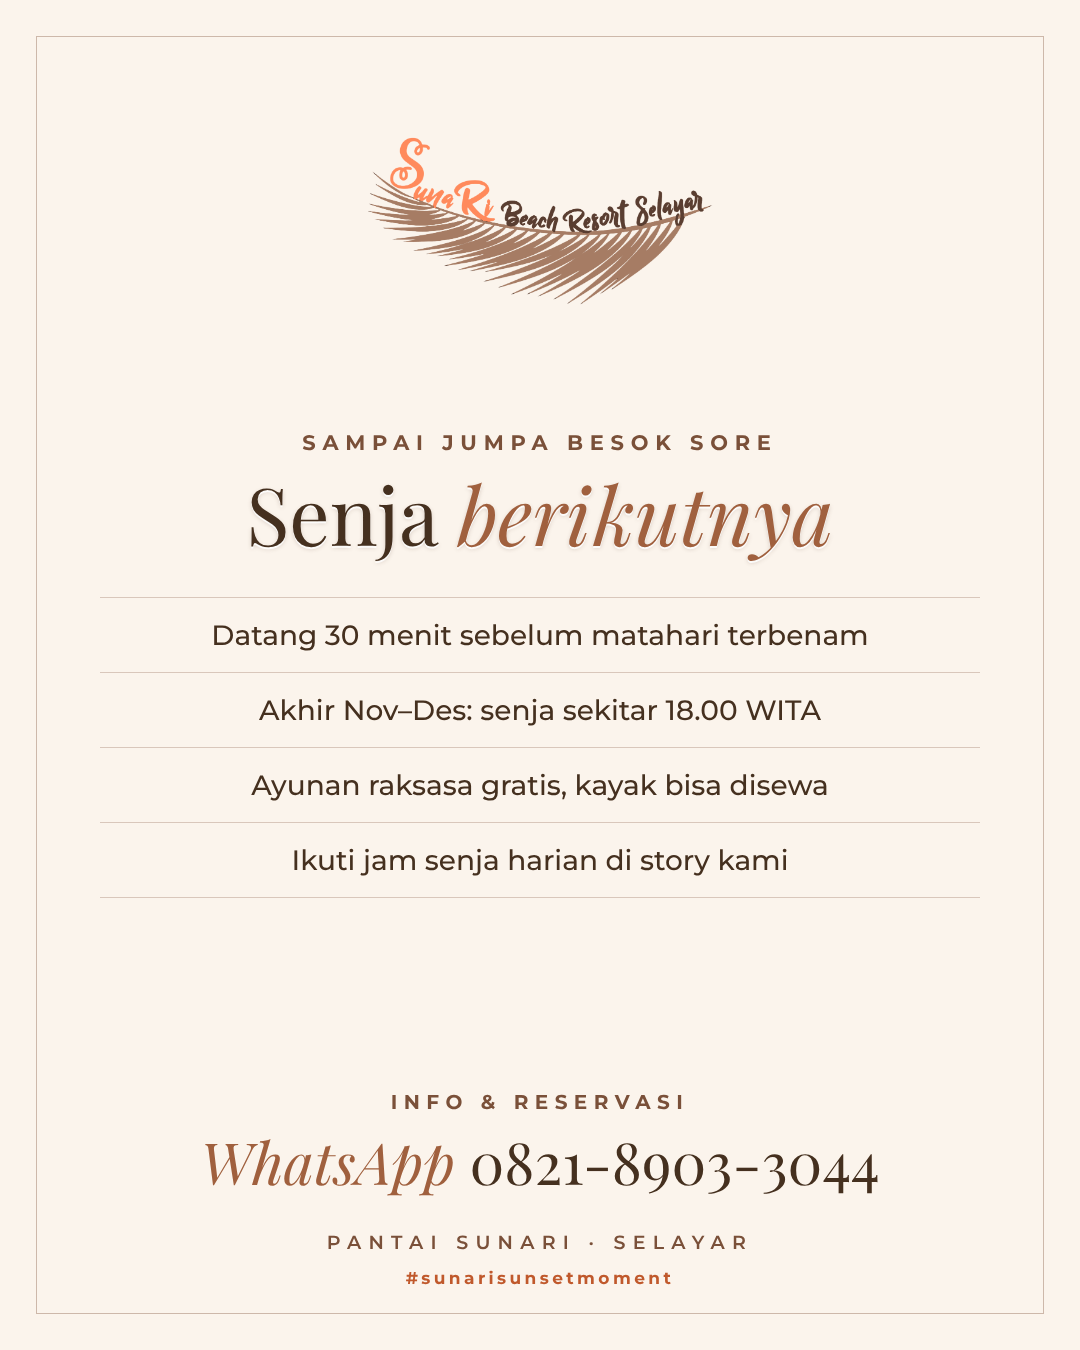 SunaRi Beach Resort Selayar
SAMPAI JUMPA BESOK SORE
Senja berikutnya
Datang 30 menit sebelum matahari terbenam
Akhir Nov–Des: senja sekitar 18.00 WITA
Ayunan raksasa gratis, kayak bisa disewa
Ikuti jam senja harian di story kami
INFO & RESERVASI
WhatsApp 0821-8903-3044
PANTAI SUNARI · SELAYAR
#sunarisunsetmoment